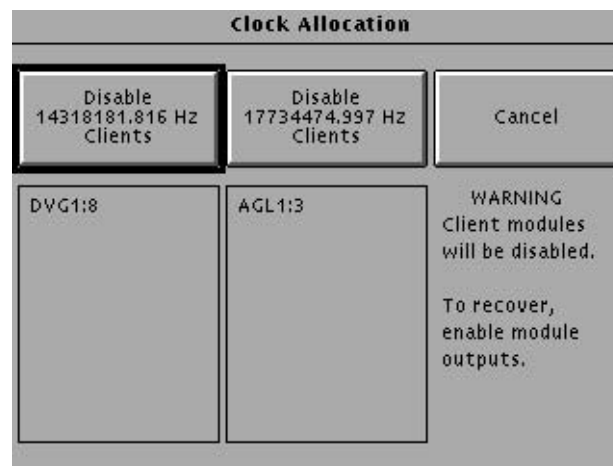 Clock Allocation
Disable
14318181.816 Hz
Clients
Disable
17734474.997 Hz
Clients
Cancel
DVG1:8
AGL1:3
WARNING
Client modules
will be disabled.
To recover,
enable module
outputs.